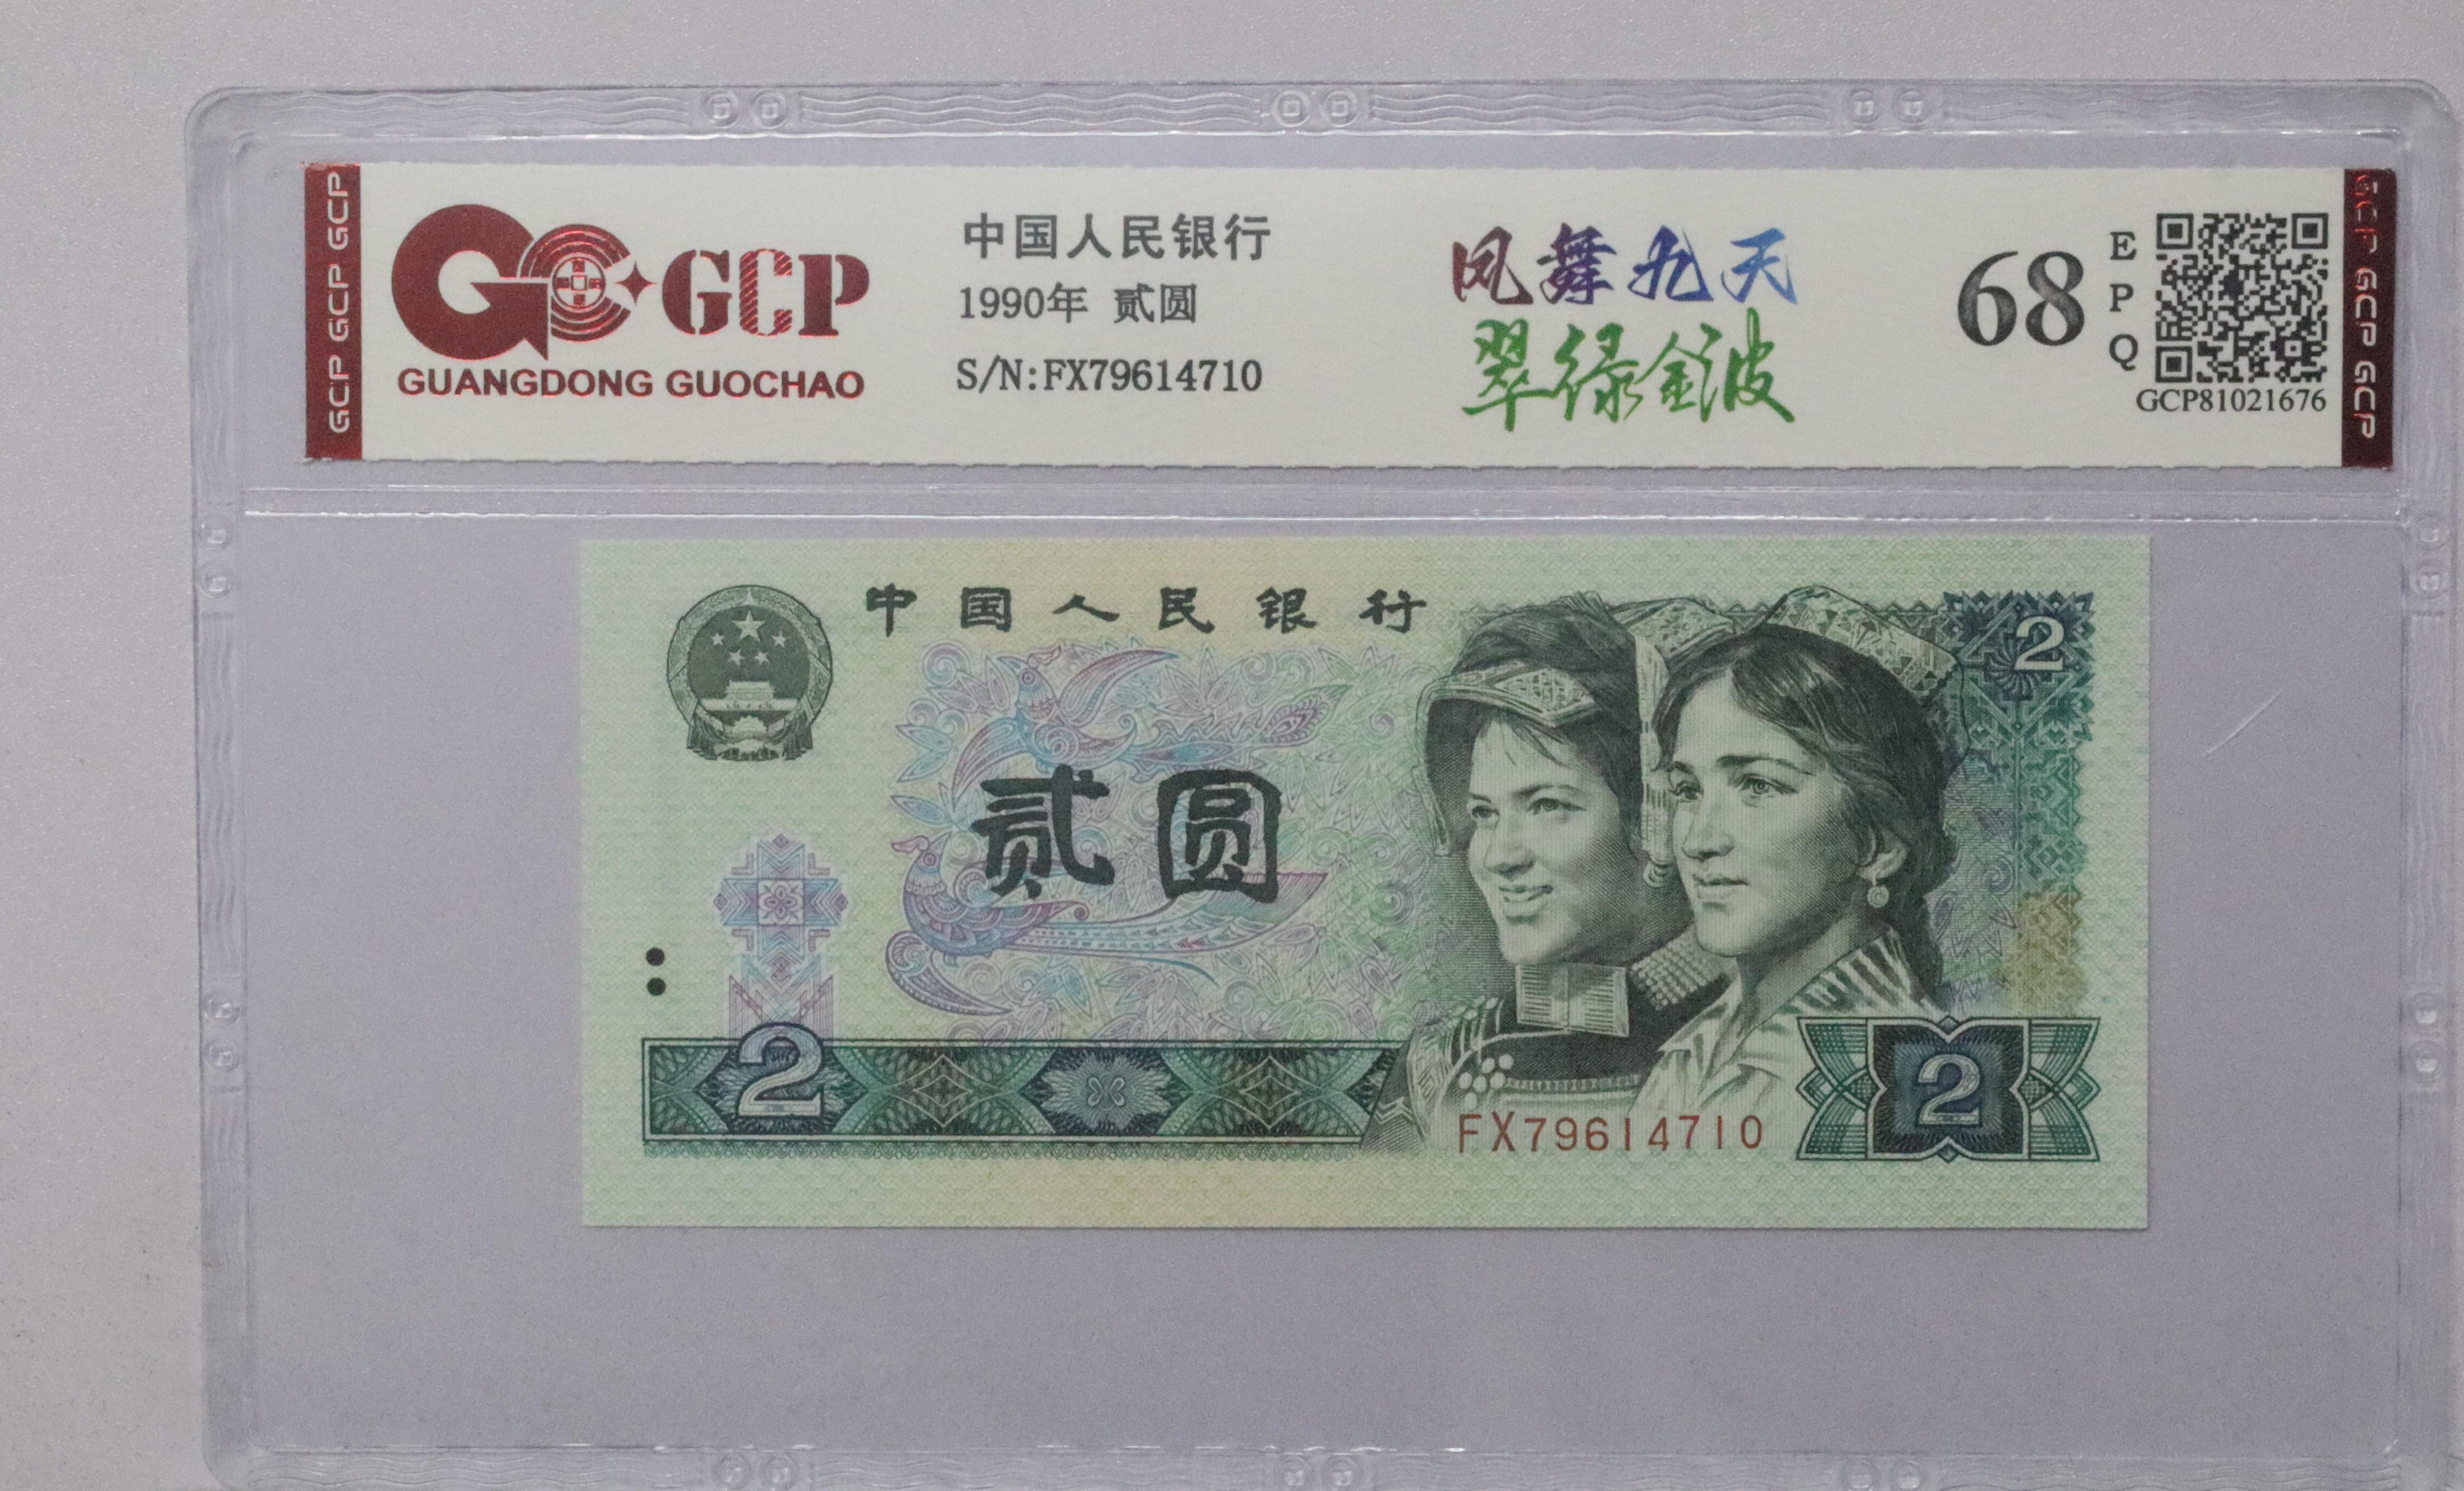 GCP GCP GCP
GCP
GUANGDONG GUOCHAO
中国人民银行
1990年 贰圆
S/N:FX79614710
凤舞九天
翠绿金波
68
E
P
Q
GCP81021676
GCP GCP GCP
中国人民银行
2
贰圆
2
FX79614710
2